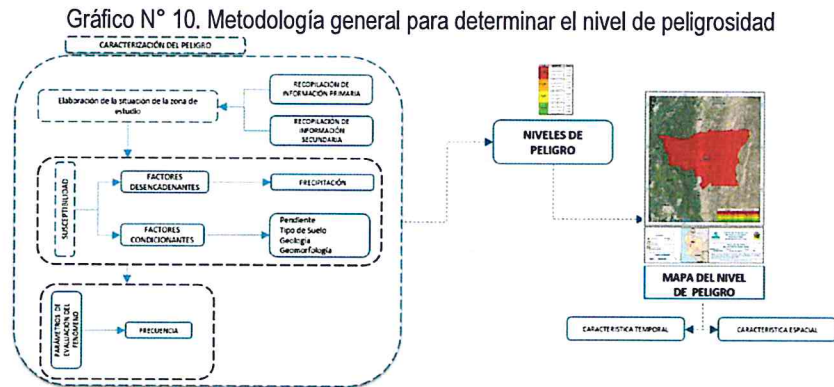 Gráfico N° 10. Metodología general para determinar el nivel de peligrosidad
CARACTERIZACIÓN DEL PELIGRO
Elaboración de la situación de la zona de
estudio
RECOPILACIÓN DE
INFORMACIÓN PRIMARIA
RECOPILACIÓN DE
INFORMACIÓN
SECUNDARIA
SUSCEPTIBILIDAD
FACTORES
DESENCADENANTES
PRECIPITACIÓN
FACTORES
CONDICIONANTES
Pendiente
Tipo de Suelo
Geología
Geomorfología
PARÁMETROS DE
EVALUACIÓN DEL
FENÓMENO
FRECUENCIA
NIVELES DE
PELIGRO
MAPA DEL NIVEL
DE PELIGRO
CARACTERISTICA TEMPORAL
CARACTERISTICA ESPACIAL